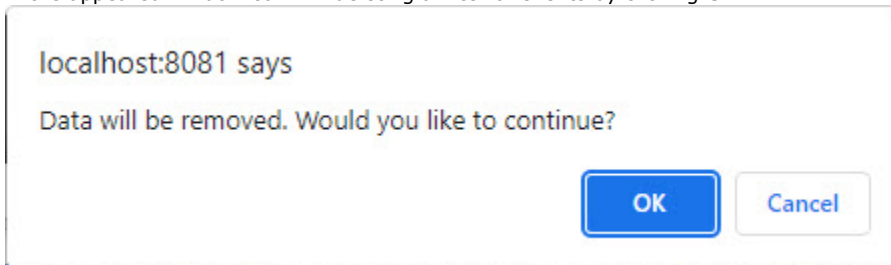 localhost:8081 says
Data will be removed. Would you like to continue?
OK
Cancel